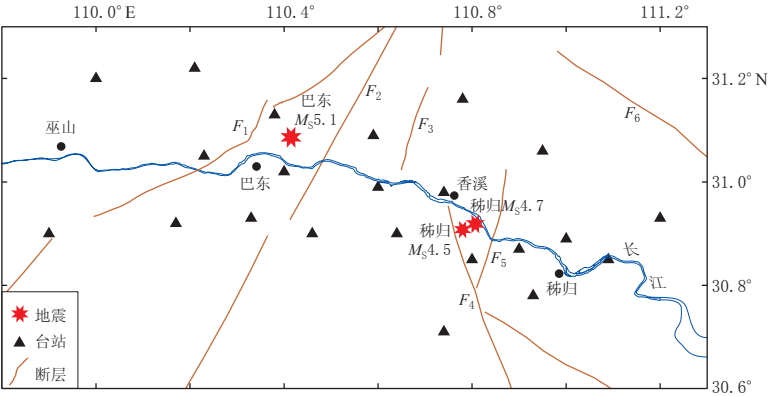 110.0°E
110.4°
110.8°
111.2°
31.2°N
31.0°
30.8°
30.6°
巫山
F1
巴东
MS5.1
F2
F3
F6
巴东
香溪
秭归MS4.7
秭归
MS4.5
F5
F4
秭归
长
江
地震
台站
断层